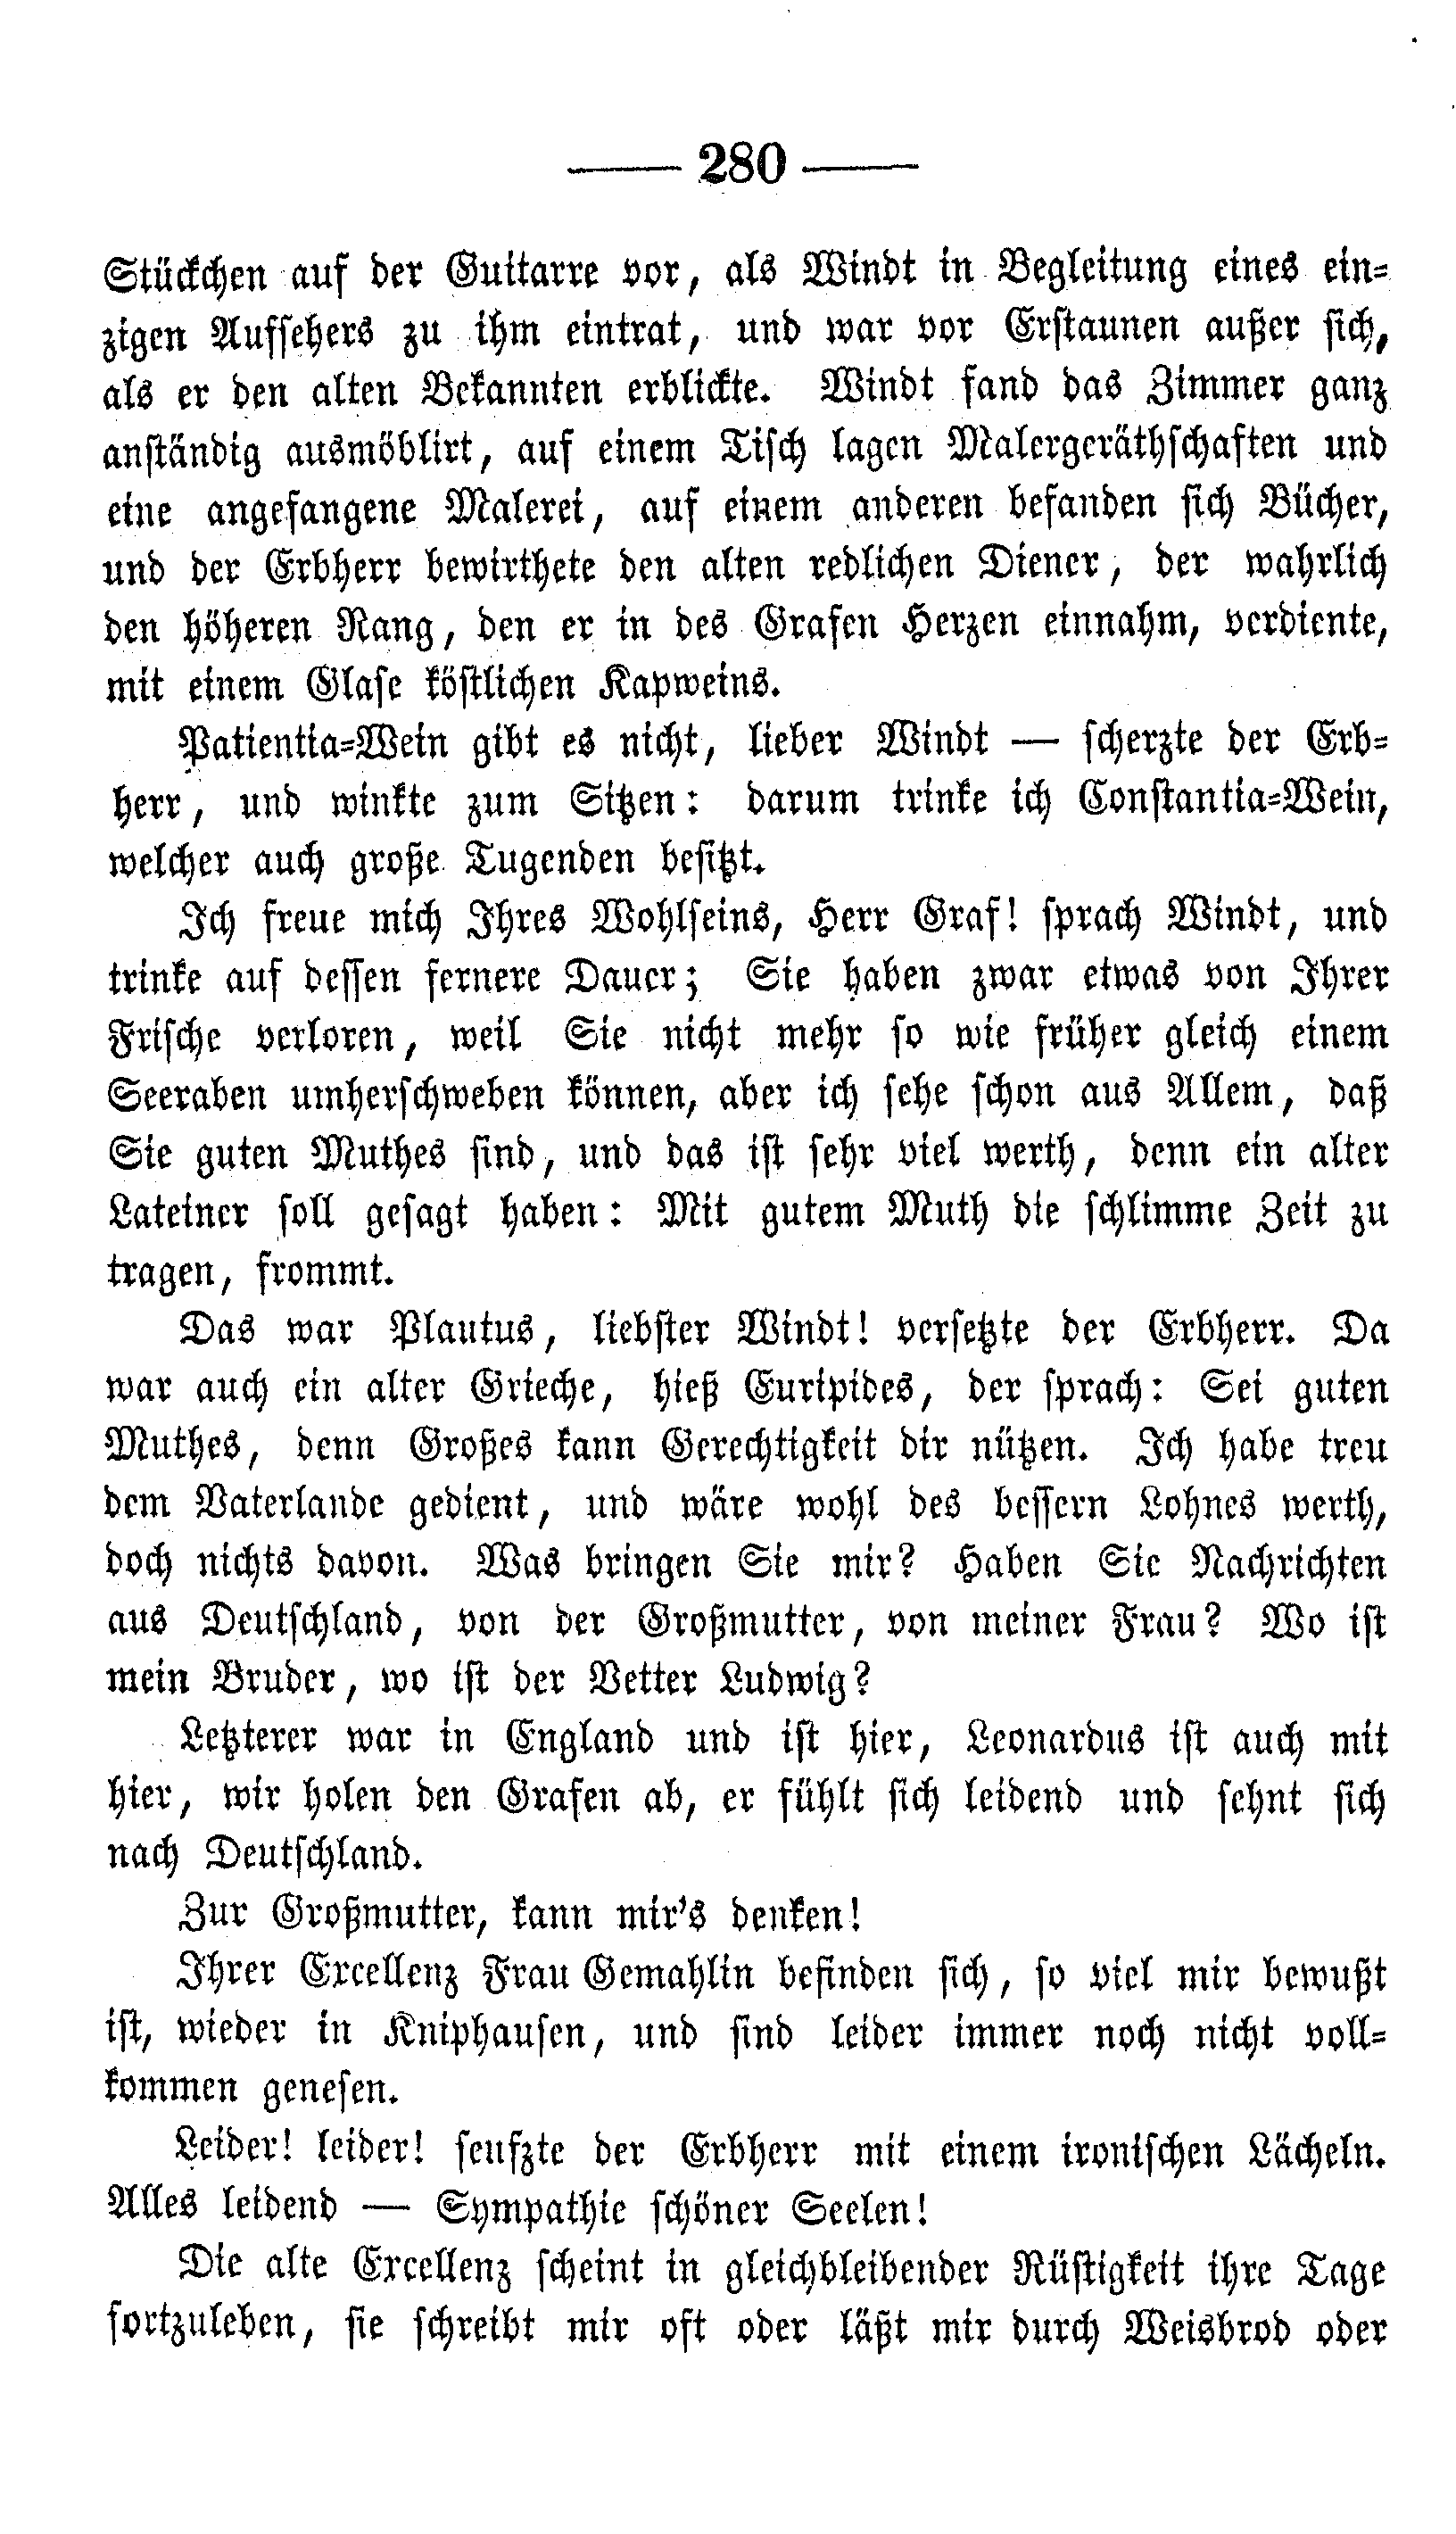 — 280 —
Stückchen auf der Guitarre vor, als Windt in Begleitung eines ein-
zigen Aufsehers zu ihm eintrat, und war vor Erstaunen außer sich,
als er den alten Bekannten erblickte. Windt fand das Zimmer ganz
anständig ausmöblirt, auf einem Tisch lagen Malergeräthschaften und
eine angefangene Malerei, auf einem anderen befanden sich Bücher,
und der Erbherr bewirthete den alten redlichen Diener, der wahrlich
den höheren Rang, den er in des Grafen Herzen einnahm, verdiente,
mit einem Glase köstlichen Kapweins.
Patientia-Wein gibt es nicht, lieber Windt — scherzte der Erb-
herr, und winkte zum Sitzen: darum trinke ich Constantia-Wein,
welcher auch große Tugenden besitzt.
Ich freue mich Ihres Wohlseins, Herr Graf! sprach Windt, und
trinke auf dessen fernere Dauer; Sie haben zwar etwas von Ihrer
Frische verloren, weil Sie nicht mehr so wie früher gleich einem
Seeraben umherschweben können, aber ich sehe schon aus Allem, daß
Sie guten Muthes sind, und das ist sehr viel werth, denn ein alter
Lateiner soll gesagt haben: Mit gutem Muth die schlimme Zeit zu
tragen, frommt.
Das war Plautus, liebster Windt! versetzte der Erbherr. Da
war auch ein alter Grieche, hieß Euripides, der sprach: Sei guten
Muthes, denn Großes kann Gerechtigkeit dir nützen. Ich habe treu
dem Vaterlande gedient, und wäre wohl des bessern Lohnes werth,
doch nichts davon. Was bringen Sie mir? Haben Sie Nachrichten
aus Deutschland, von der Großmutter, von meiner Frau? Wo ist
mein Bruder, wo ist der Vetter Ludwig?
Letzterer war in England und ist hier, Leonardus ist auch mit
hier, wir holen den Grafen ab, er fühlt sich leidend und sehnt sich
nach Deutschland.
Zur Großmutter, kann mir's denken!
Ihrer Excellenz Frau Gemahlin befinden sich, so viel mir bewußt
ist, wieder in Kniphausen, und sind leider immer noch nicht voll-
kommen genesen.
Leider! leider! seufzte der Erbherr mit einem ironischen Lächeln.
Alles leidend — Sympathie schöner Seelen!
Die alte Excellenz scheint in gleichbleibender Rüstigkeit ihre Tage
fortzuleben, sie schreibt mir oft oder läßt mir durch Weisbrod oder